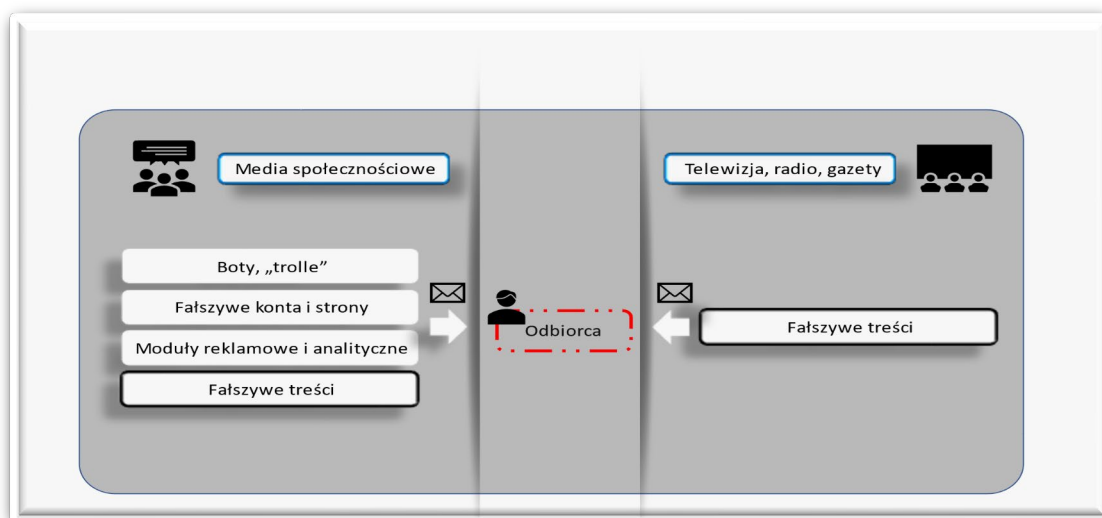 Media społecznościowe
Telewizja, radio, gazety
Boty, „trolle”
Fałszywe konta i strony
Moduły reklamowe i analityczne
Fałszywe treści
Odbiorca
Fałszywe treści